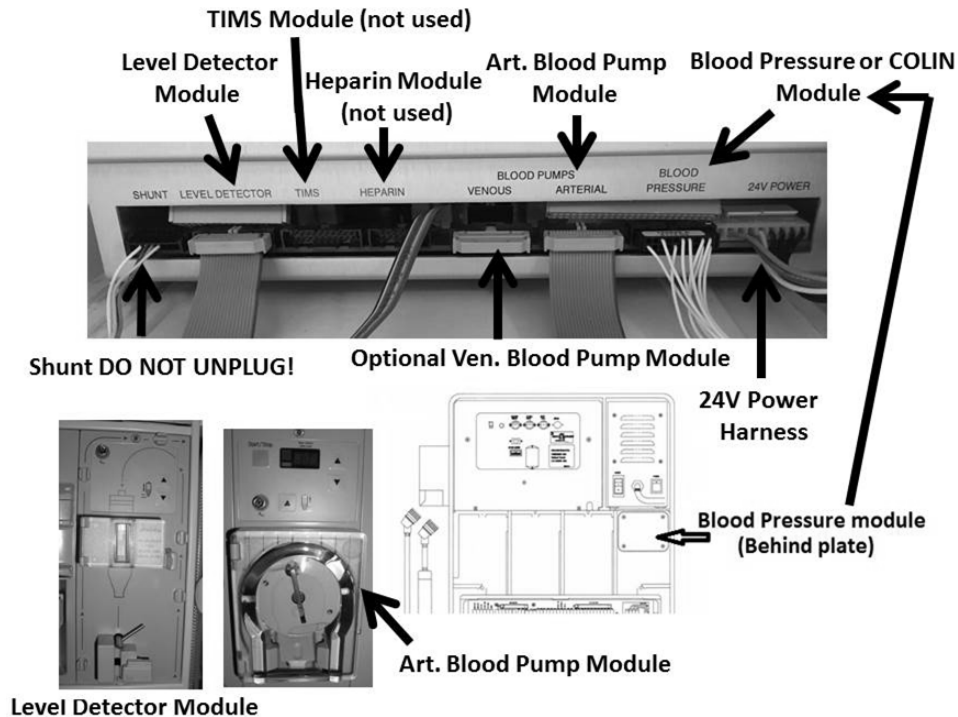 TIMS Module (not used)
Level Detector
Module
Heparin Module
(not used)
Art. Blood Pump
Module
Blood Pressure or COLIN
Module
SHUNT
LEVEL DETECTOR
TIMS
HEPARIN
BLOOD PUMPS
VENOUS
ARTERIAL
BLOOD
PRESSURE
24V POWER
Shunt DO NOT UNPLUG!
Optional Ven. Blood Pump Module
24V Power
Harness
Blood Pressure module
(Behind plate)
Art. Blood Pump Module
Level Detector Module